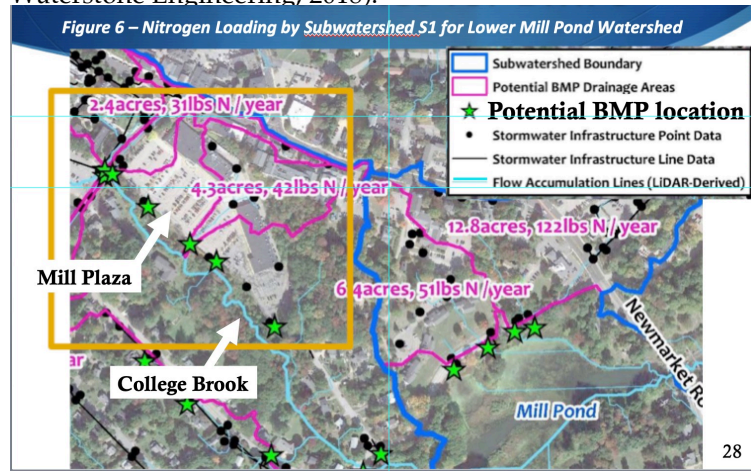 Waterstone Engineering, 2018).
Figure 6 – Nitrogen Loading by Subwatershed S1 for Lower Mill Pond Watershed
Subwatershed Boundary
Potential BMP Drainage Areas
Potential BMP location
Stormwater Infrastructure Point Data
Stormwater Infrastructure Line Data
Flow Accumulation Lines (LiDAR-Derived)
2.4acres, 31lbs N / year
4.3acres, 42lbs N / year
12.8acres, 122lbs N / year
6.4acres, 51lbs N / year
Mill Plaza
College Brook
ar
Newmarket
Mill Pond
28